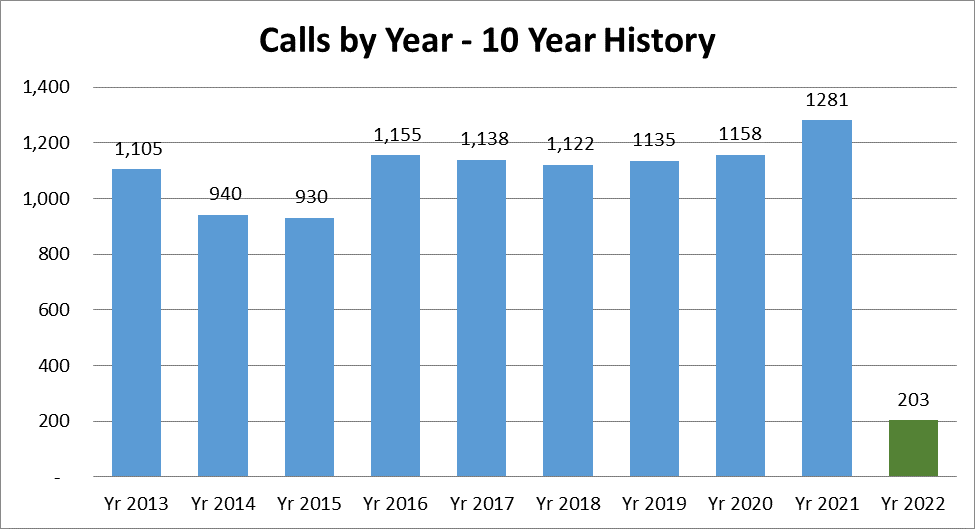 Calls by Year - 10 Year History
1,400
1,200
1,000
800
600
400
200
-
1,105
940
930
1,155
1,138
1,122
1135
1158
1281
203
Yr 2013
Yr 2014
Yr 2015
Yr 2016
Yr 2017
Yr 2018
Yr 2019
Yr 2020
Yr 2021
Yr 2022